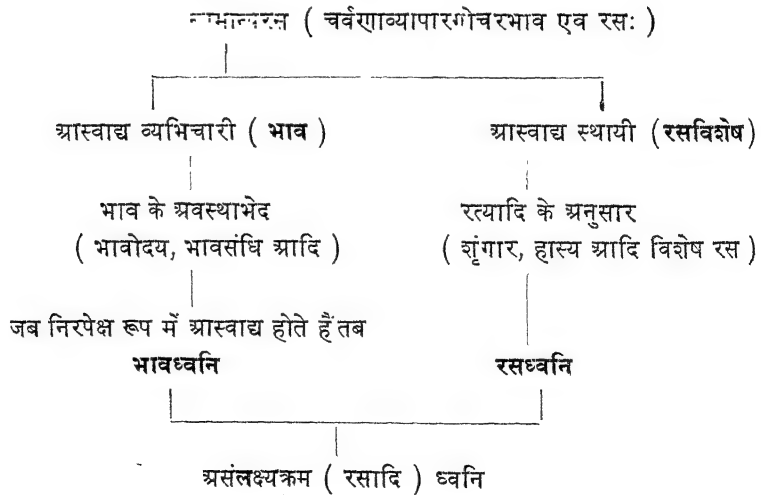 ( चर्वणाव्यापारगोचरभाव एव रसः )
आस्वाद्य व्यभिचारी ( भाव )
आस्वाद्य स्थायी (रसविशेष)
भाव के अवस्थाभेद
( भावोदय, भावसंधि आदि )
रत्यादि के अनुसार
( शृंगार, हास्य आदि विशेष रस )
जब निरपेक्ष रूप में आस्वाद्य होते हैं तब
भावध्वनि
रसध्वनि
असंलक्ष्यक्रम ( रसादि ) ध्वनि